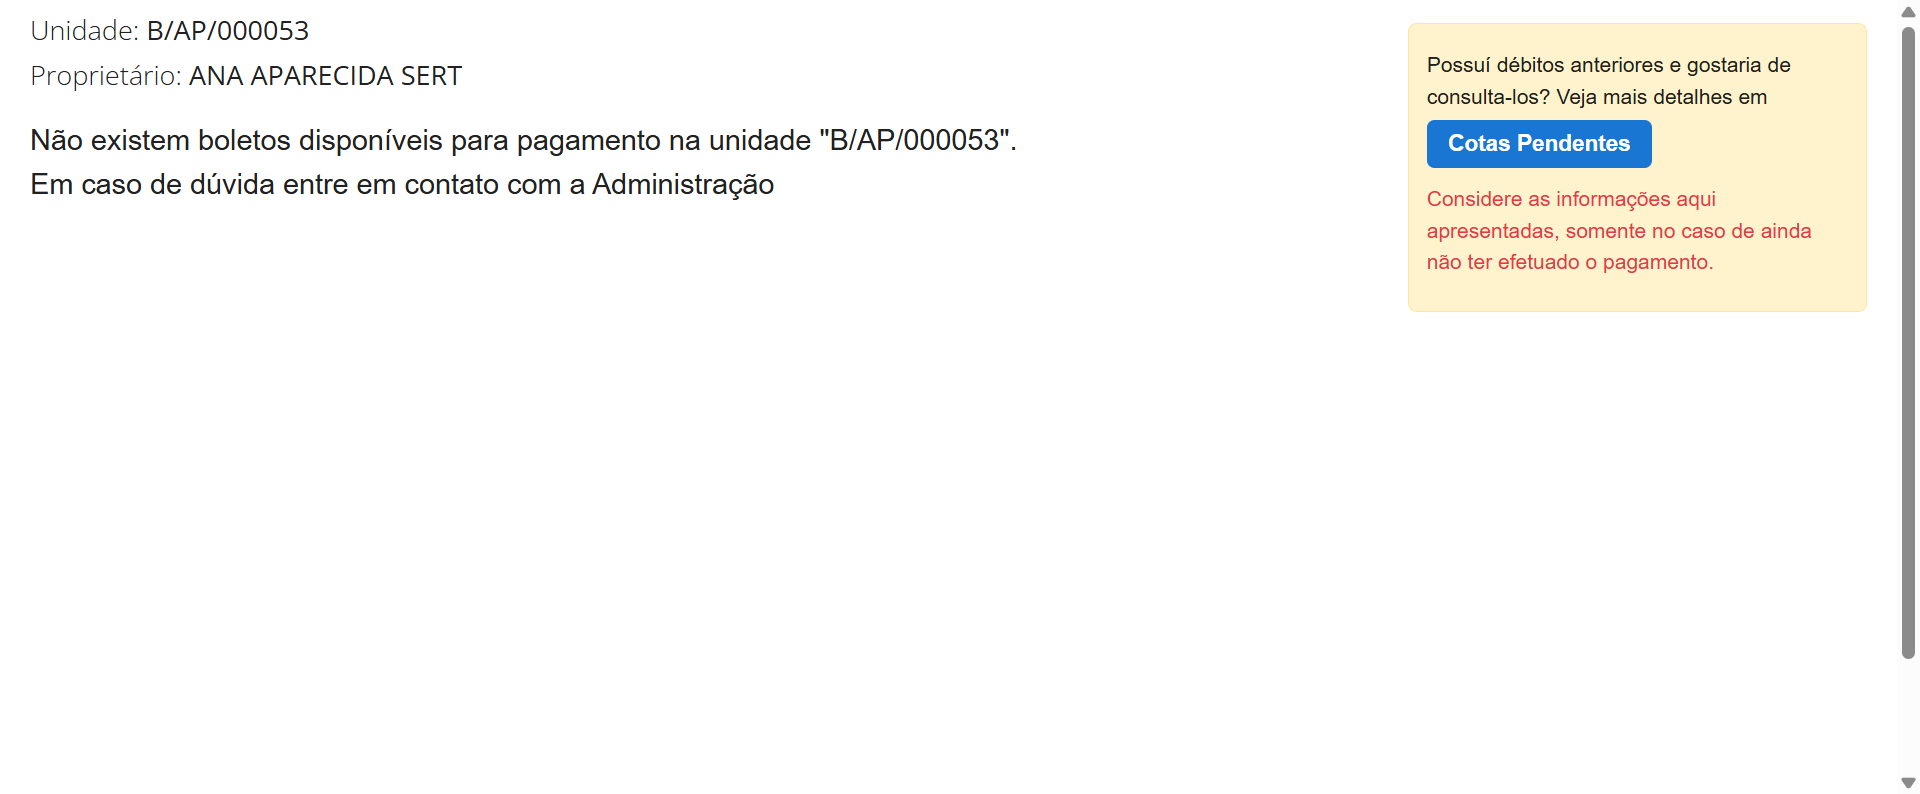 Unidade: B/AP/000053
Proprietário: ANA APARECIDA SERT
Não existem boletos disponíveis para pagamento na unidade "B/AP/000053".
Em caso de dúvida entre em contato com a Administração
Possuí débitos anteriores e gostaria de
consulta-los? Veja mais detalhes em
Cotas Pendentes
Considere as informações aqui
apresentadas, somente no caso de ainda
não ter efetuado o pagamento.